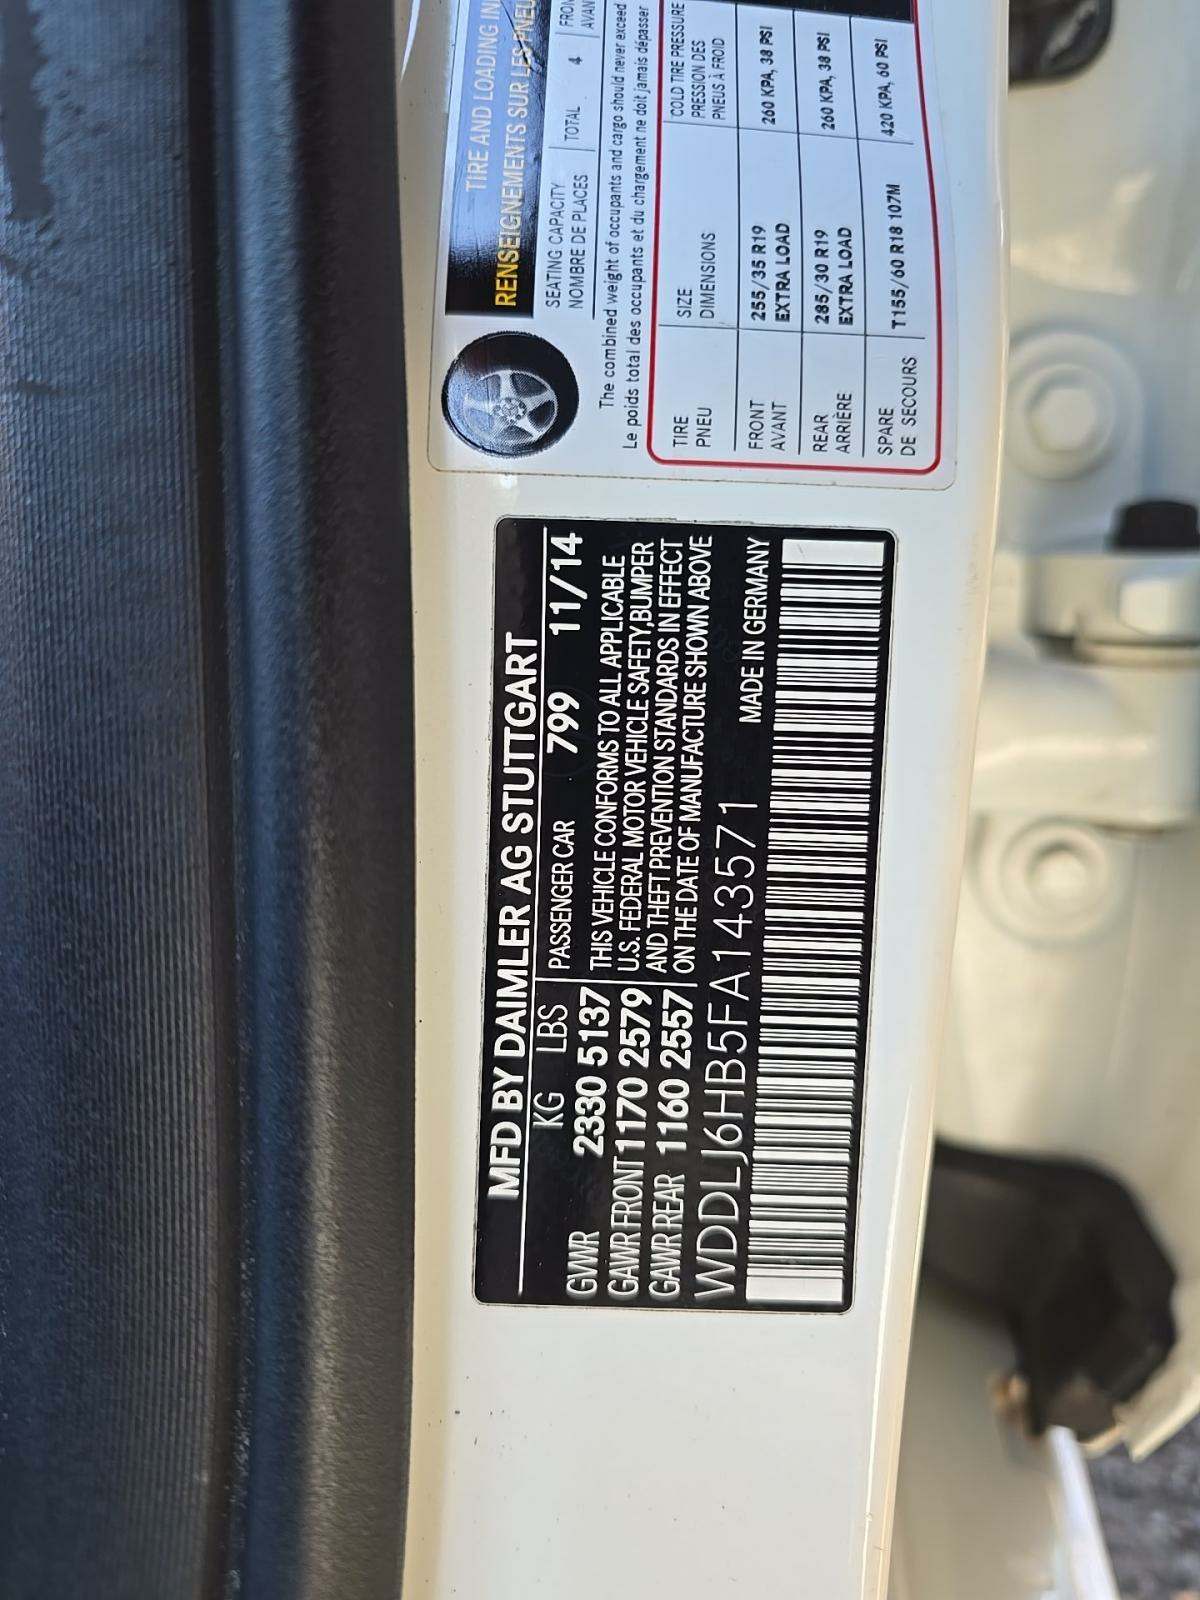 MFD BY DAIMLER AG STUTTGART
KG LBS PASSENGER CAR 799 11/14
GVWR 2330 5137 THIS VEHICLE CONFORMS TO ALL APPLICABLE
GAWR FRONT 1170 2579 U.S. FEDERAL MOTOR VEHICLE SAFETY,BUMPER
GAWR REAR 1160 2557 AND THEFT PREVENTION STANDARDS IN EFFECT
ON THE DATE OF MANUFACTURE SHOWN ABOVE
WDDLJ6HB5FA143571 MADE IN GERMANY
TIRE AND LOADING
RENSEIGNEMENTS SUR LES
SEATING CAPACITY
NOMBRE DE PLACES
TOTAL 4
The combined weight of occupants and cargo should never exceed
Le poids total des occupants et du chargement ne doit jamais dépasser
TIRE SIZE COLD TIRE PRESSURE
PNEU DIMENSIONS PRESSION DES
PNEUS À FROID
FRONT 255/35 R19 260 KPA, 38 PSI
AVANT EXTRA LOAD
REAR 285/30 R19 260 KPA, 38 PSI
ARRIÈRE EXTRA LOAD
SPARE T155/60 R18 107M 420 KPA, 60 PSI
DE SECOURS